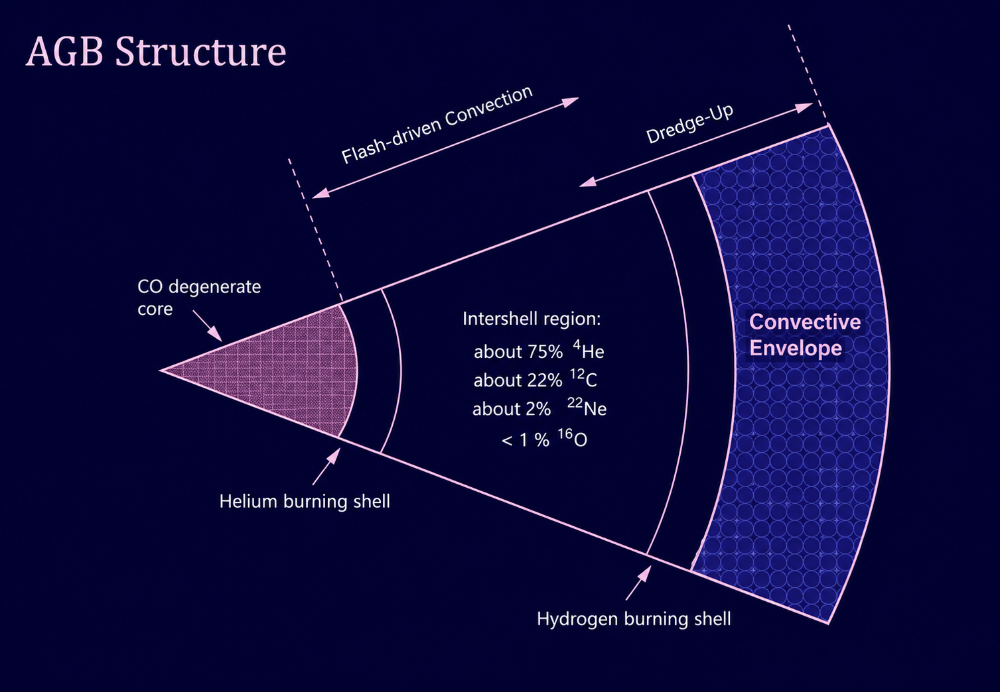 AGB Structure
Flash-driven Convection
Dredge-Up
CO degenerate
core
Intershell region:
about 75% ⁴He
about 22% ¹²C
about 2% ²²Ne
< 1 % ¹⁶O
Convective
Envelope
Helium burning shell
Hydrogen burning shell